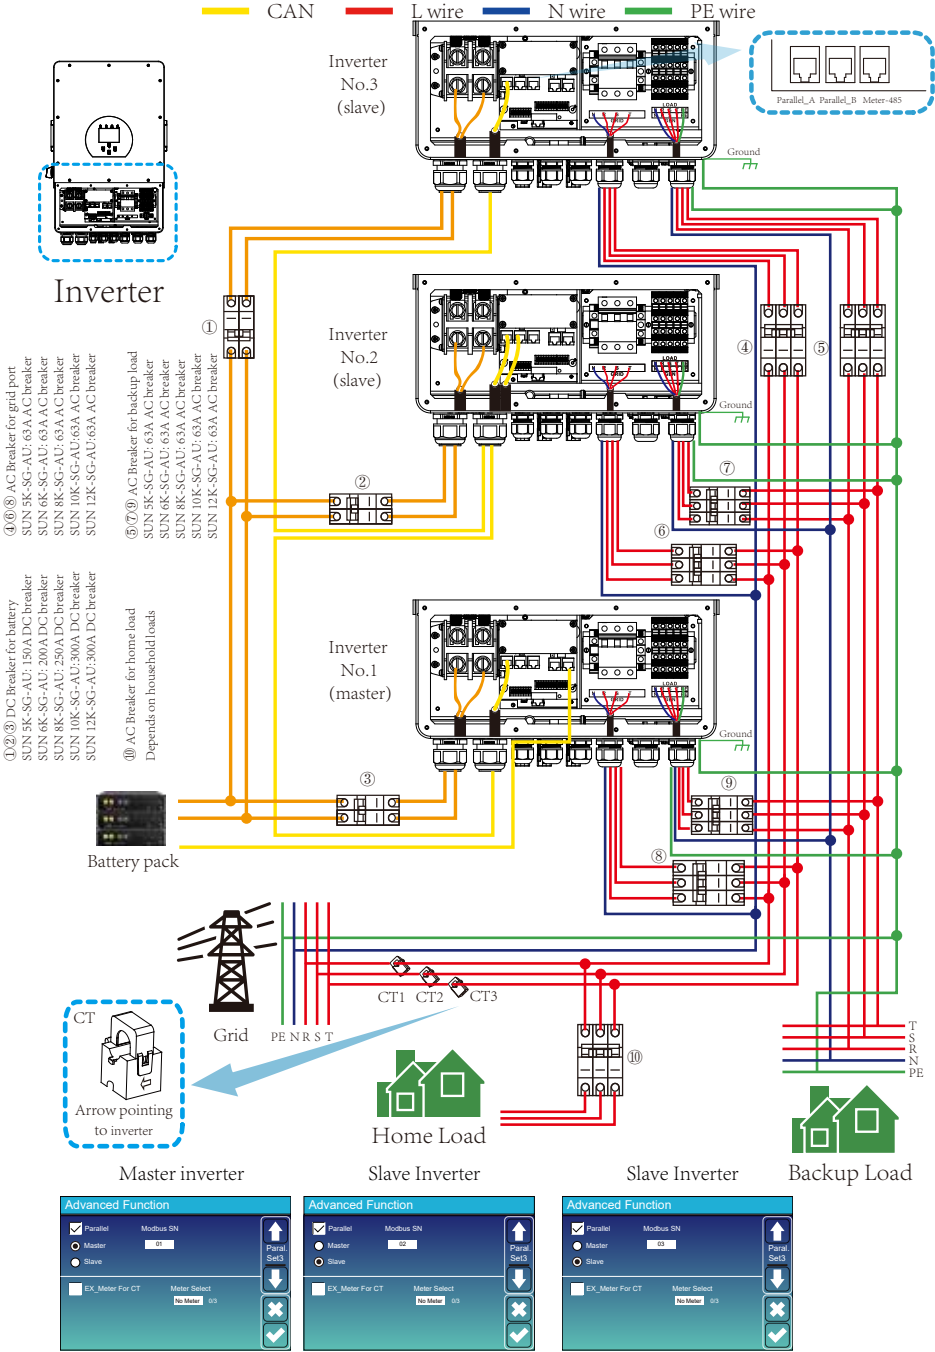 CAN
L wire
N wire
PE wire
Inverter
No.3
(slave)
Parallel_A Parallel_B Meter-485
LOAD
GRID
Ground
Inverter
①
Inverter
No.2
(slave)
LOAD
GEN
GRID
Ground
④
⑤
②
⑦
⑥
④⑥⑧ AC Breaker for grid port
SUN 5K-SG-AU: 63A AC breaker
SUN 6K-SG-AU: 63A AC breaker
SUN 8K-SG-AU: 63A AC breaker
SUN 10K-SG-AU:63A AC breaker
SUN 12K-SG-AU:63A AC breaker
⑤⑦⑨ AC Breaker for backup load
SUN 5K-SG-AU: 63A AC breaker
SUN 6K-SG-AU: 63A AC breaker
SUN 8K-SG-AU: 63A AC breaker
SUN 10K-SG-AU: 63A AC breaker
SUN 12K-SG-AU: 63A AC breaker
①②③ DC Breaker for battery
SUN 5K-SG-AU: 150A DC breaker
SUN 6K-SG-AU: 200A DC breaker
SUN 8K-SG-AU: 250A DC breaker
SUN 10K-SG-AU:300A DC breaker
SUN 12K-SG-AU:300A DC breaker
⑩ AC Breaker for home load
Depends on household loads
Inverter
No.1
(master)
LOAD
GEN
GRID
Ground
③
⑨
⑧
Battery pack
CT1 CT2 CT3
Grid
PE N R S T
CT
Arrow pointing
to inverter
⑩
Home Load
T
S
R
N
PE
Backup Load
Master inverter
Advanced Function
Parallel
Modbus SN
Master
01
Slave
Paral.
Set3
EX_Meter For CT
Meter Select
No Meter 0/3
Slave Inverter
Advanced Function
Parallel
Modbus SN
Master
02
Slave
Paral.
Set3
EX_Meter For CT
Meter Select
No Meter 0/3
Slave Inverter
Advanced Function
Parallel
Modbus SN
Master
03
Slave
Paral.
Set3
EX_Meter For CT
Meter Select
No Meter 0/3